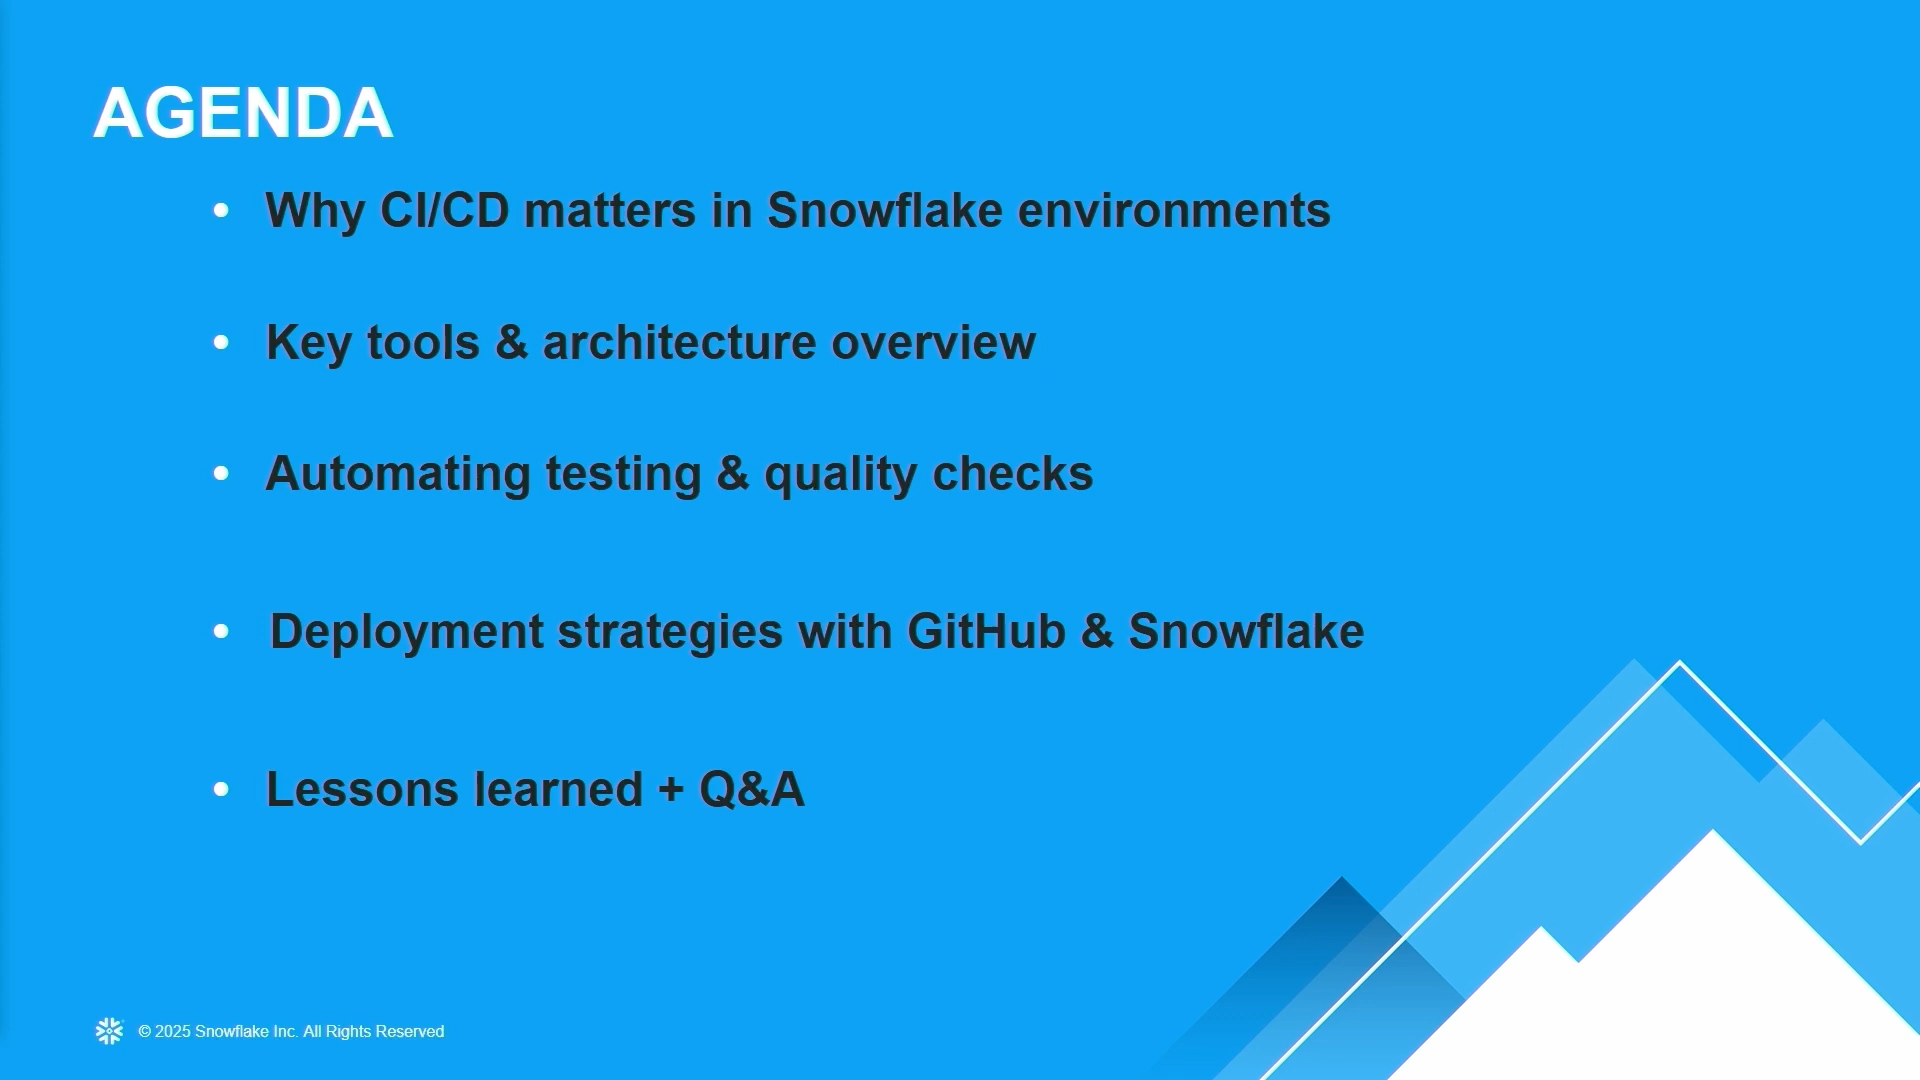 AGENDA
• Why CI/CD matters in Snowflake environments
• Key tools & architecture overview
• Automating testing & quality checks
• Deployment strategies with GitHub & Snowflake
• Lessons learned + Q&A
© 2025 Snowflake Inc. All Rights Reserved